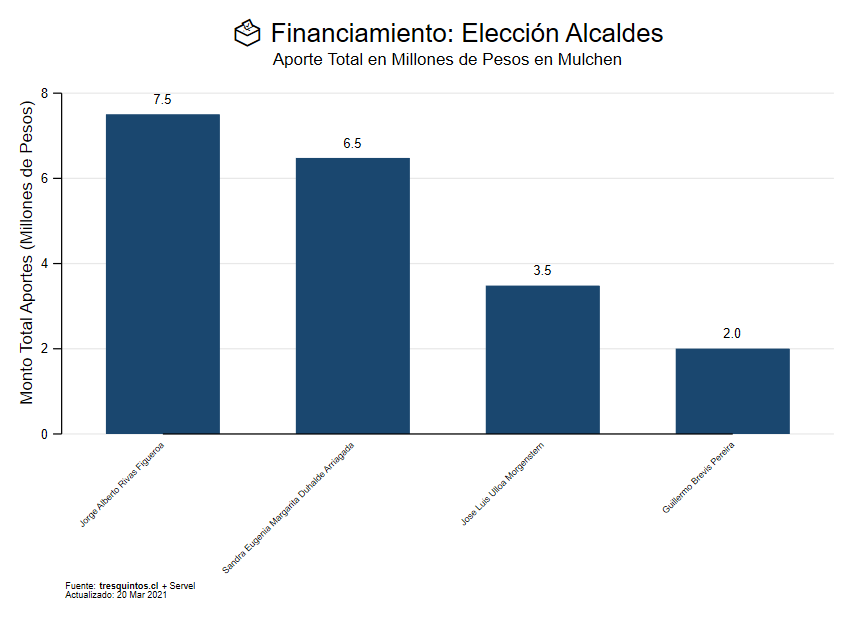 Financiamiento: Elección Alcaldes
Aporte Total en Millones de Pesos en Mulchen
Monto Total Aportes (Millones de Pesos)
8
6
4
2
0
7.5
6.5
3.5
2.0
Jorge Alberto Rivas Figueroa
Sandra Eugenia Margarita Duhalde Arriagada
Jose Luis Ulloa Morgenstern
Guillermo Brevis Pereira
Fuente: tresquintos.cl + Servel
Actualizado: 20 Mar 2021